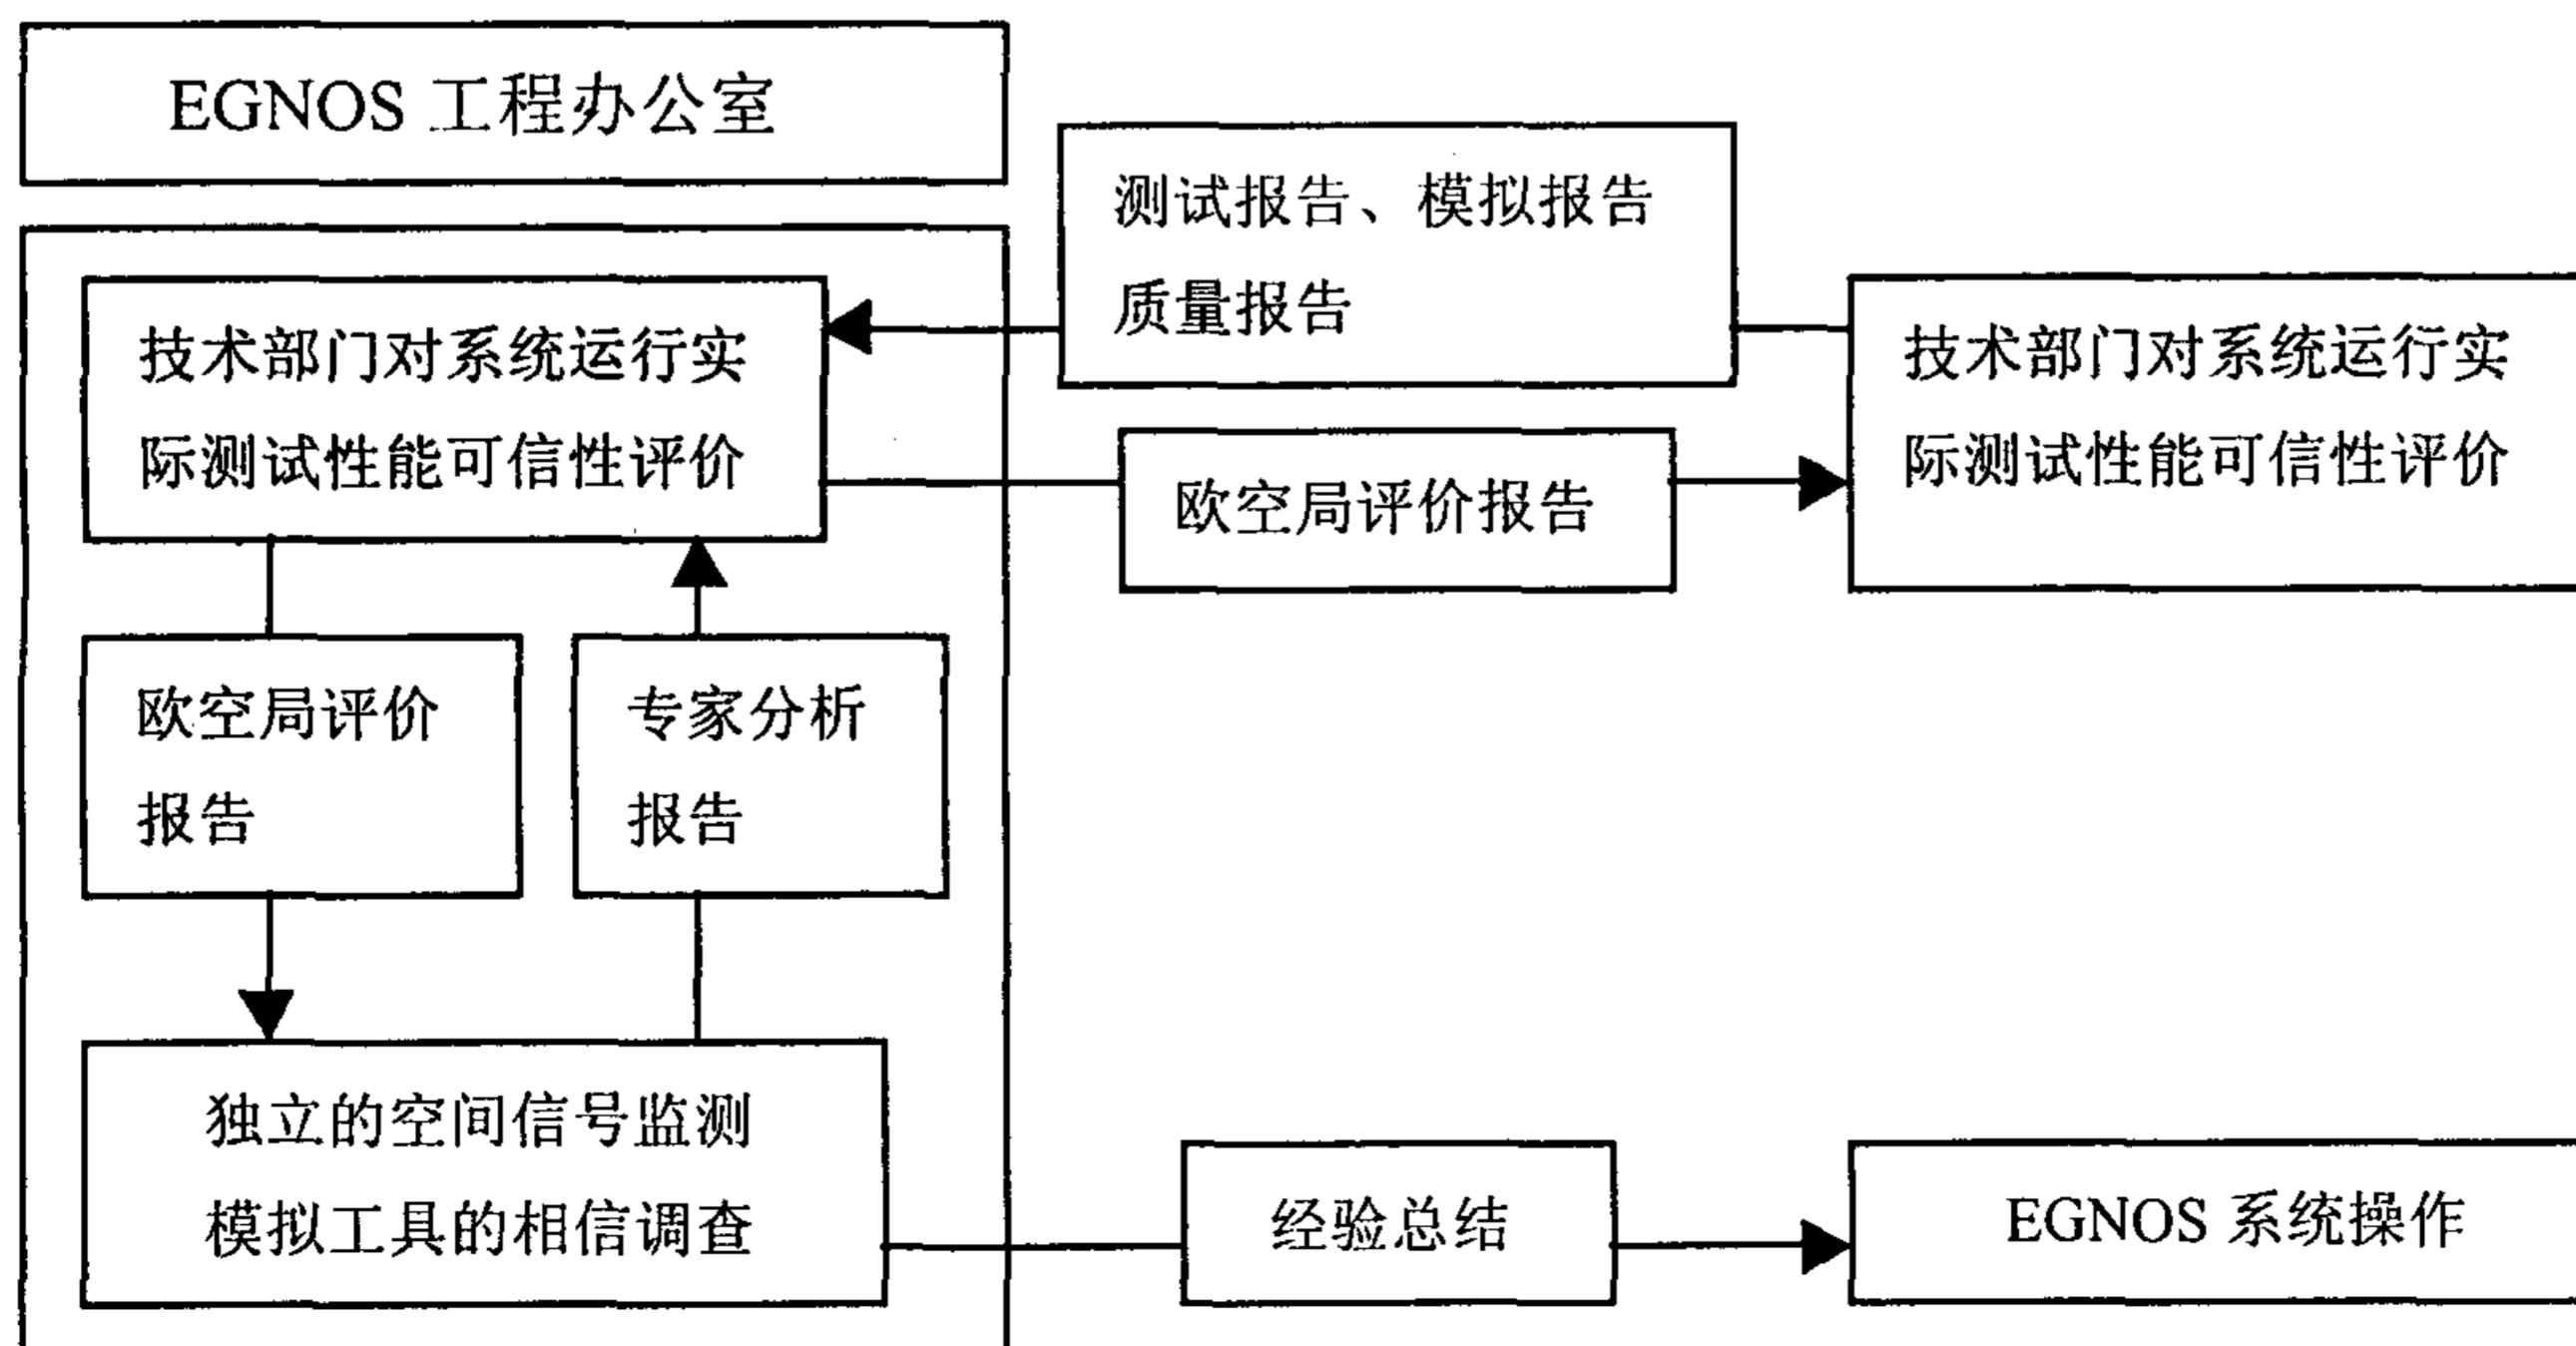 EGNOS 工程办公室
测试报告、模拟报告
质量报告
技术部门对系统运行实
际测试性能可信性评价
技术部门对系统运行实
际测试性能可信性评价
欧空局评价报告
欧空局评价
报告
专家分析
报告
独立的空间信号监测
模拟工具的相信调查
经验总结
EGNOS 系统操作